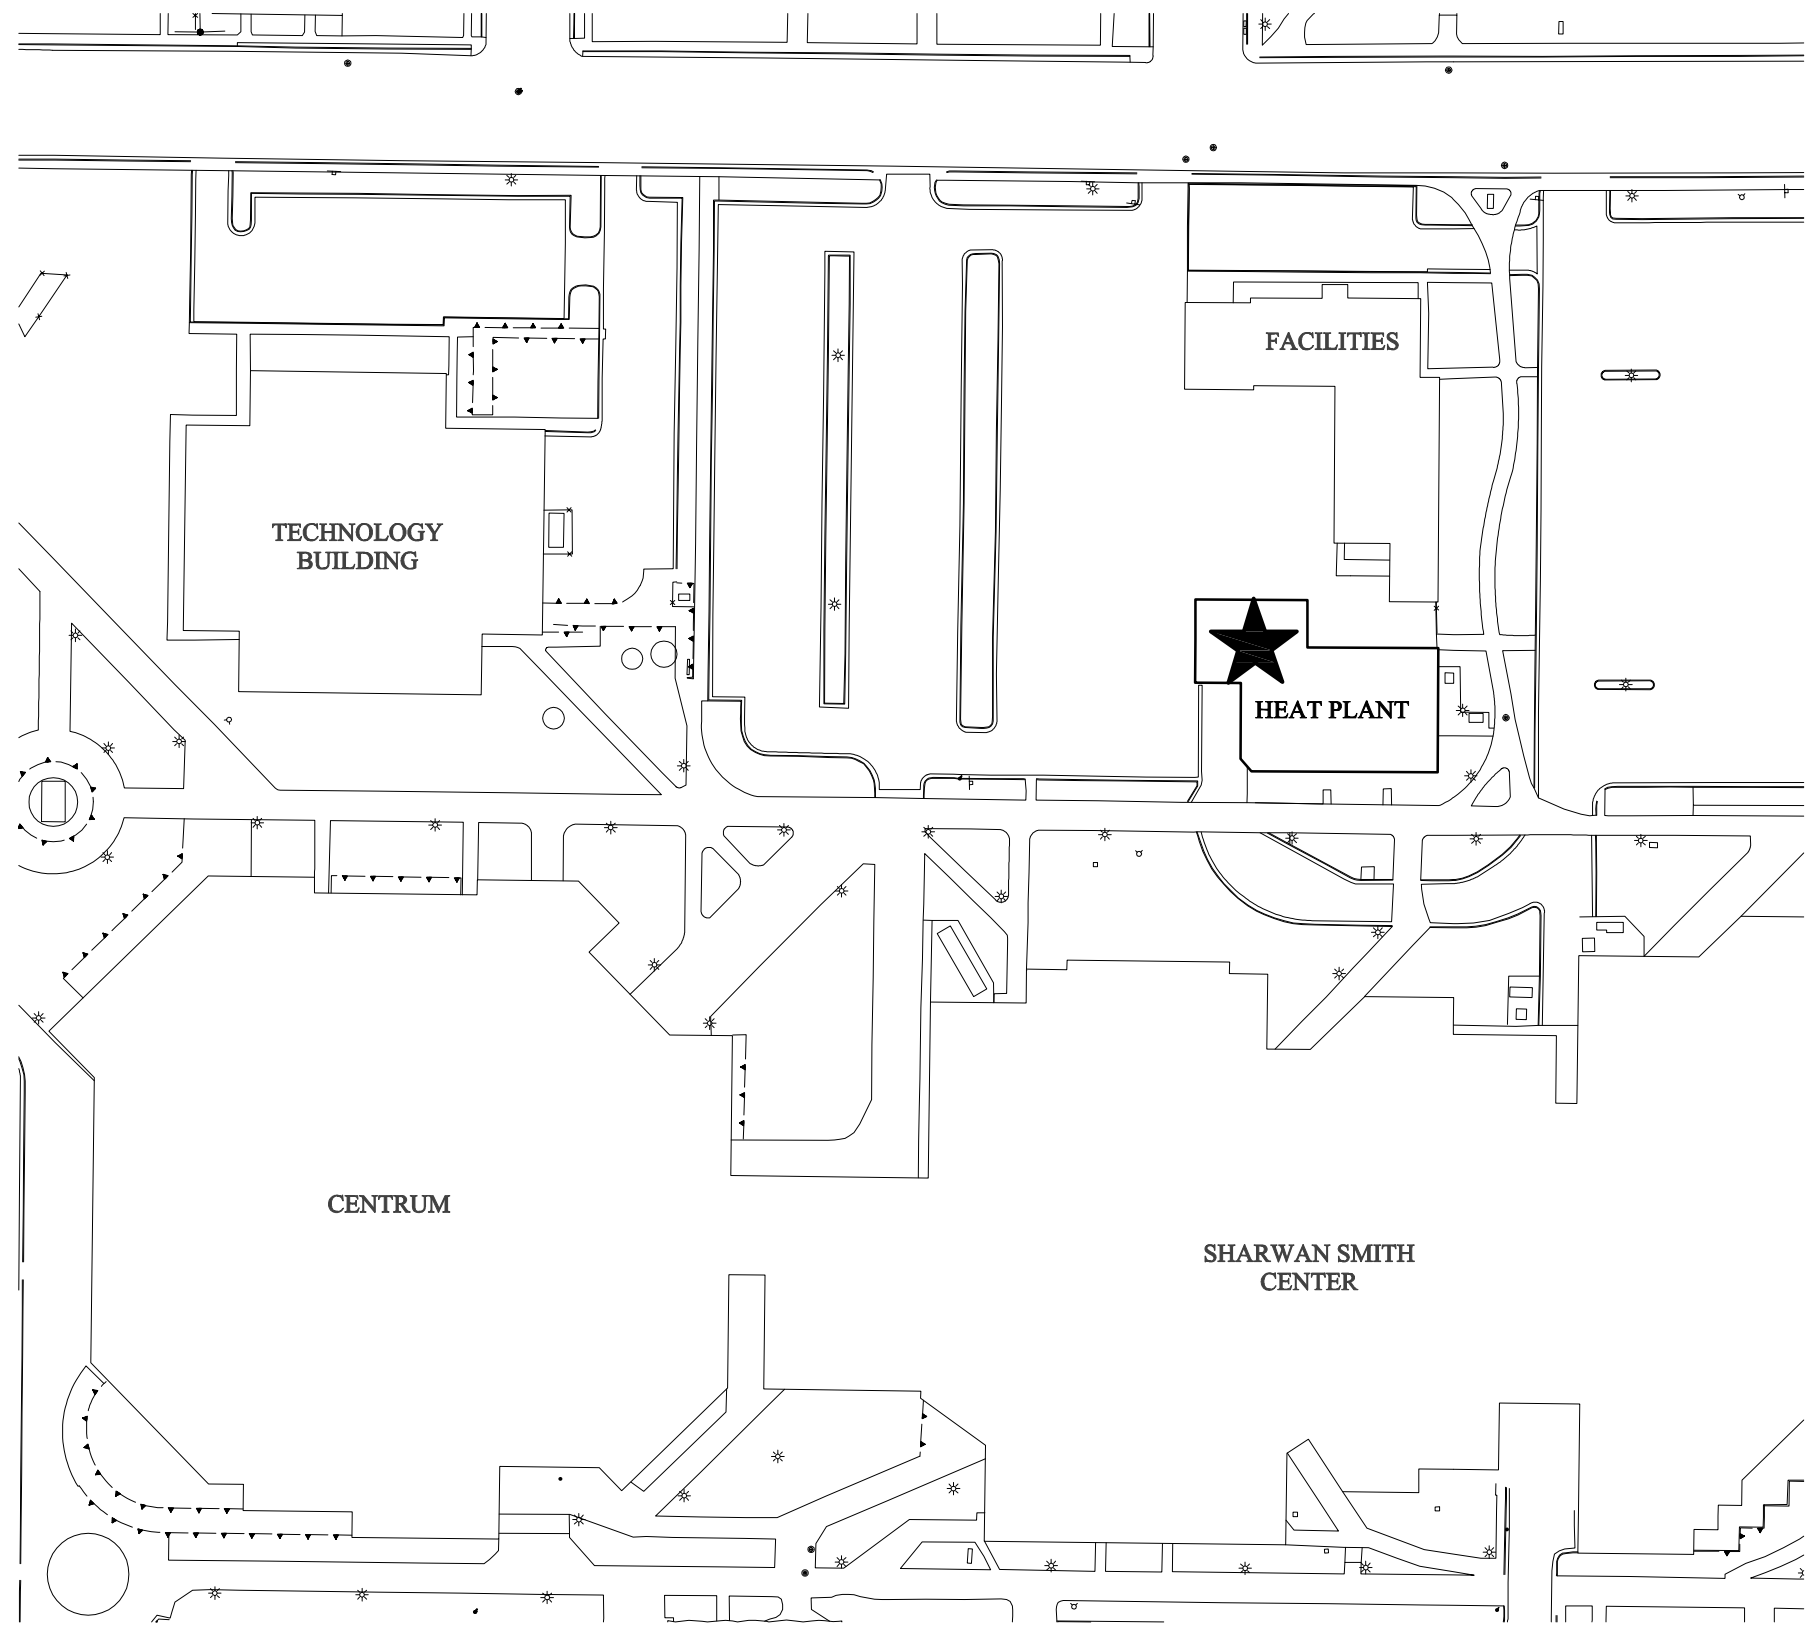 FACILITIES
TECHNOLOGY
BUILDING
HEAT PLANT
CENTRUM
SHARWAN SMITH
CENTER